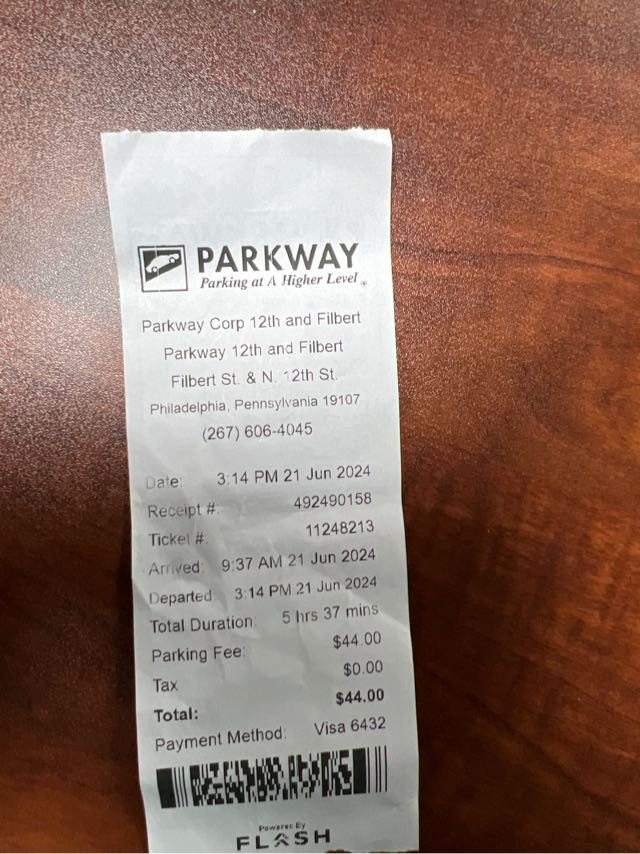 PARKWAY
Parking at A Higher Level ®
Parkway Corp 12th and Filbert
Parkway 12th and Filbert
Filbert St. & N. 12th St.
Philadelphia, Pennsylvania 19107
(267) 606-4045
Date: 3:14 PM 21 Jun 2024
Receipt #: 492490158
Ticket #: 11248213
Arrived: 9:37 AM 21 Jun 2024
Departed: 3:14 PM 21 Jun 2024
Total Duration: 5 hrs 37 mins
Parking Fee: $44.00
Tax $0.00
Total: $44.00
Payment Method: Visa 6432
Powered By
FLASH